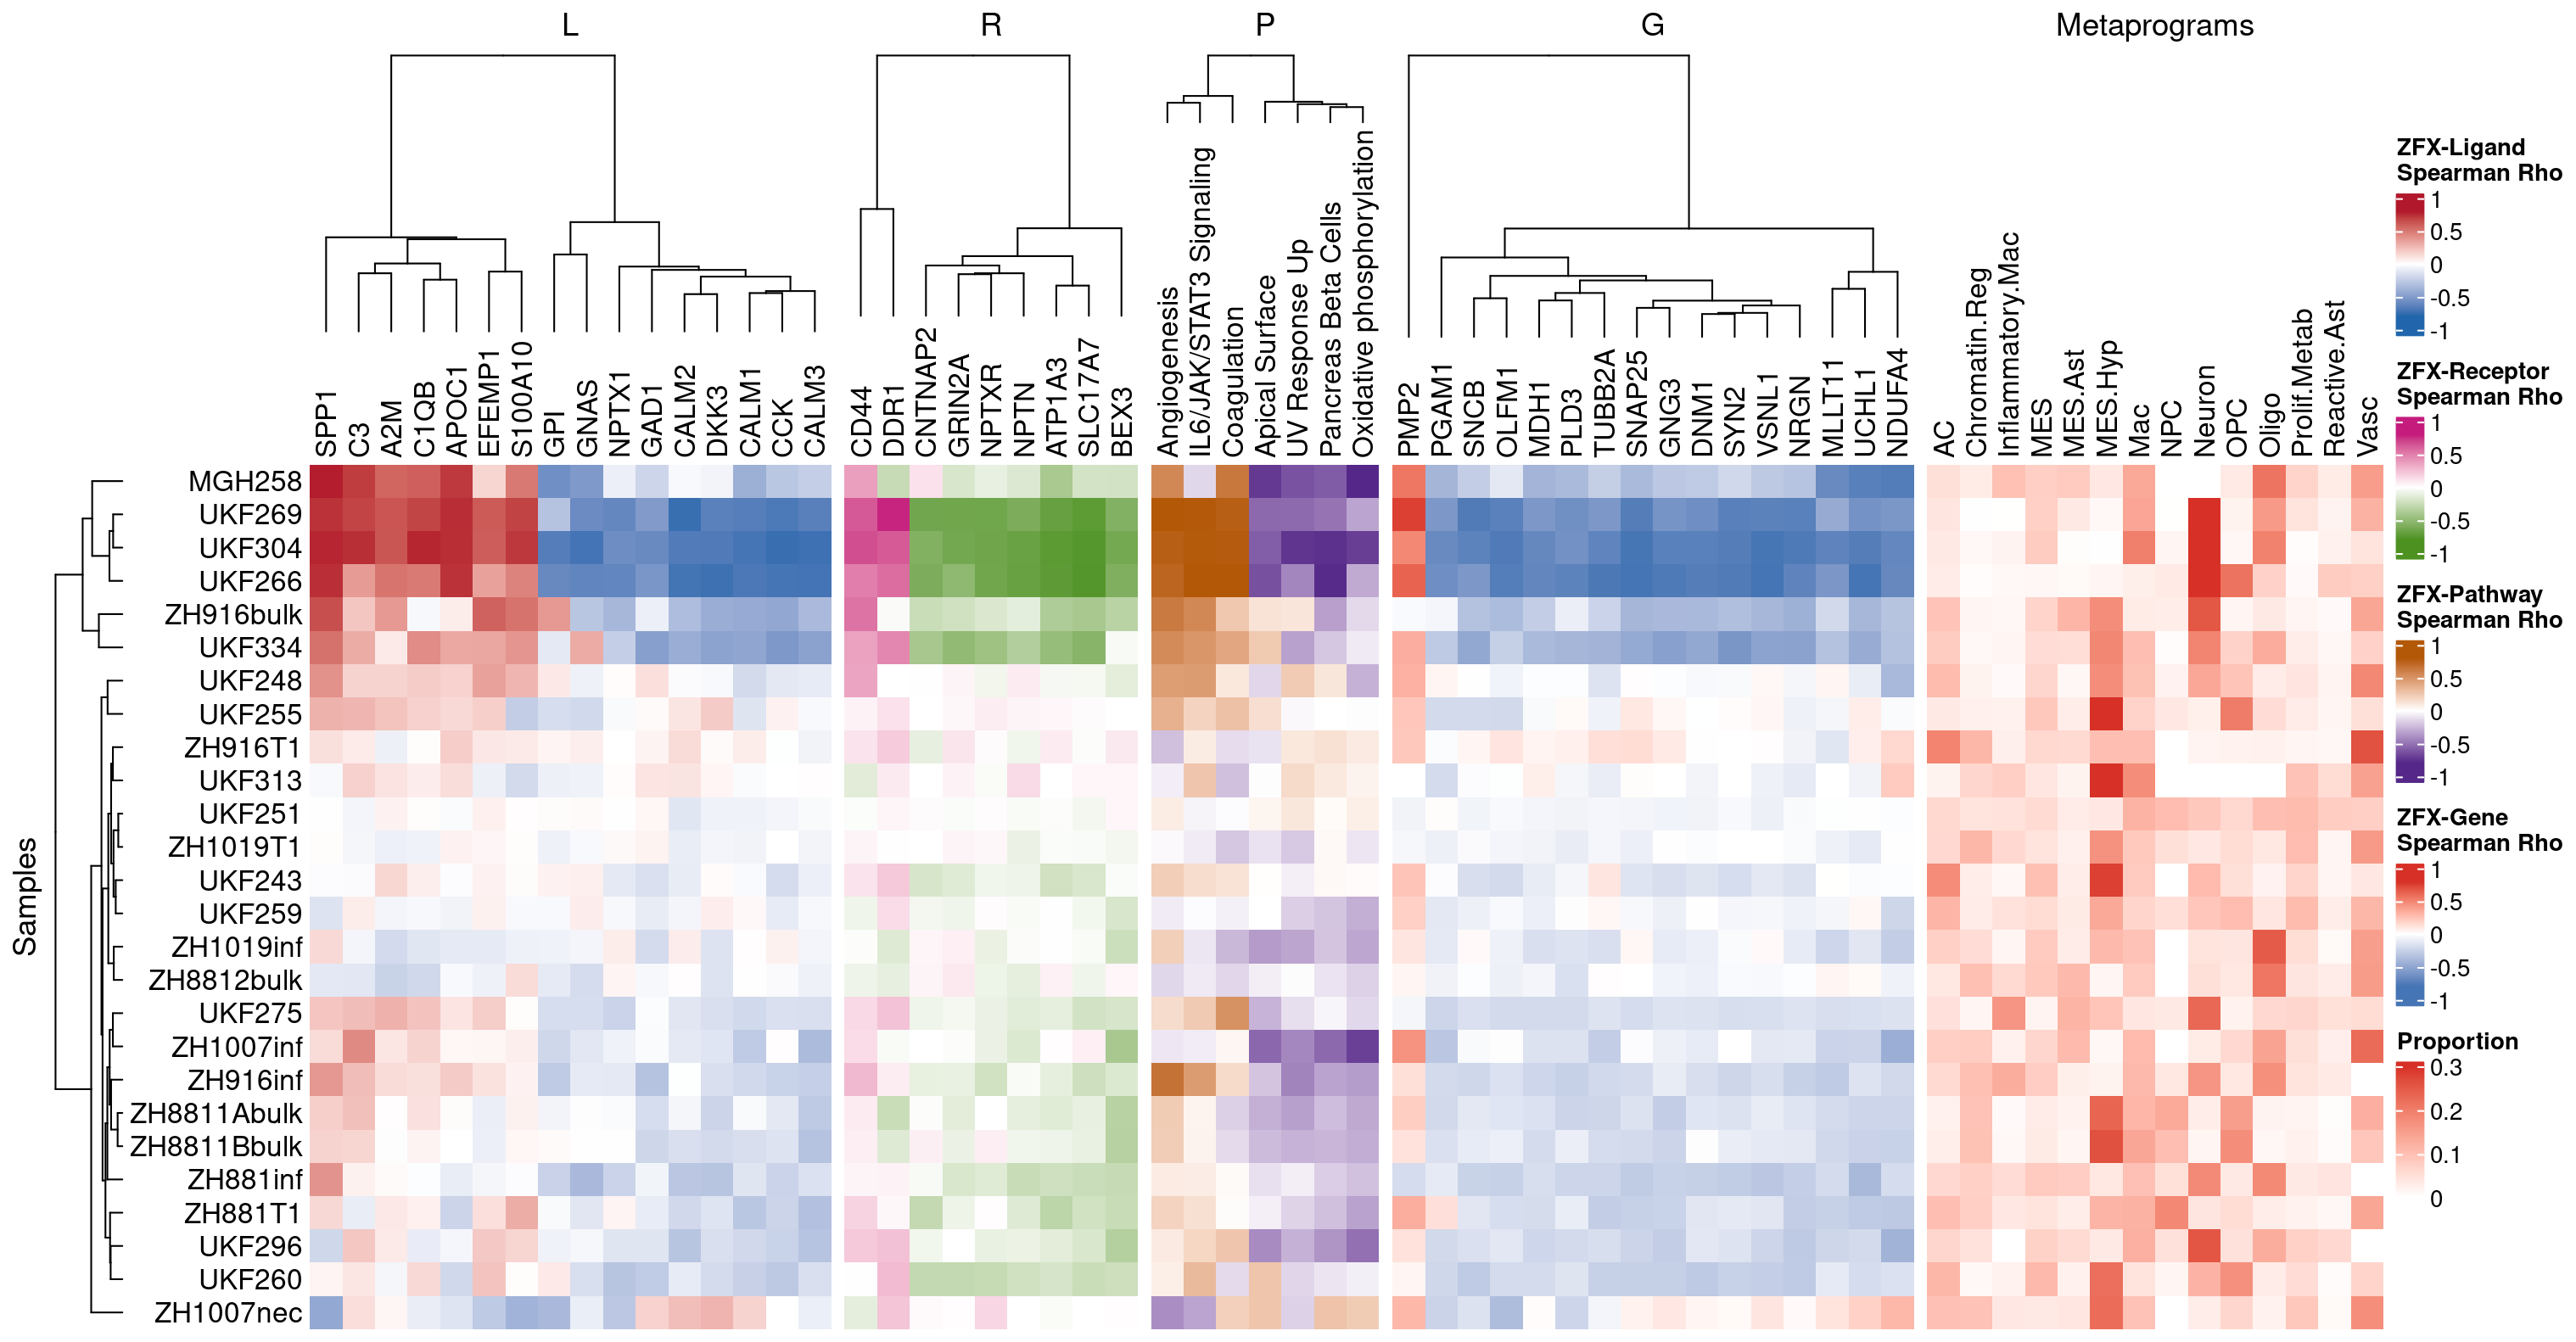 L
R
P
G
Metaprograms
SPP1
C3
A2M
C1QB
APOC1
EFEMP1
S100A10
GPI
GNAS
NPTX1
GAD1
CALM2
DKK3
CALM1
CCK
CALM3
CD44
DDR1
CNTNAP2
GRIN2A
NPTXR
NPTN
ATP1A3
SLC17A7
BEX3
Angiogenesis
IL6/JAK/STAT3 Signaling
Coagulation
Apical Surface
UV Response Up
Pancreas Beta Cells
Oxidative phosphorylation
PMP2
PGAM1
SNCB
OLFM1
MDH1
PLD3
TUBB2A
SNAP25
GNG3
DNM1
SYN2
VSNL1
NRGN
MLLT11
UCHL1
NDUFA4
AC
Chromatin.Reg
Inflammatory.Mac
MES
MES.Ast
MES.Hyp
Mac
NPC
Neuron
OPC
Oligo
Prolif.Metab
Reactive.Ast
Vasc
Samples
MGH258
UKF269
UKF304
UKF266
ZH916bulk
UKF334
UKF248
UKF255
ZH916T1
UKF313
UKF251
ZH1019T1
UKF243
UKF259
ZH1019inf
ZH8812bulk
UKF275
ZH1007inf
ZH916inf
ZH8811Abulk
ZH8811Bbulk
ZH881inf
ZH881T1
UKF296
UKF260
ZH1007nec
ZFX-Ligand
Spearman Rho
1
0.5
0
-0.5
-1
ZFX-Receptor
Spearman Rho
1
0.5
0
-0.5
-1
ZFX-Pathway
Spearman Rho
1
0.5
0
-0.5
-1
ZFX-Gene
Spearman Rho
1
0.5
0
-0.5
-1
Proportion
0.3
0.2
0.1
0